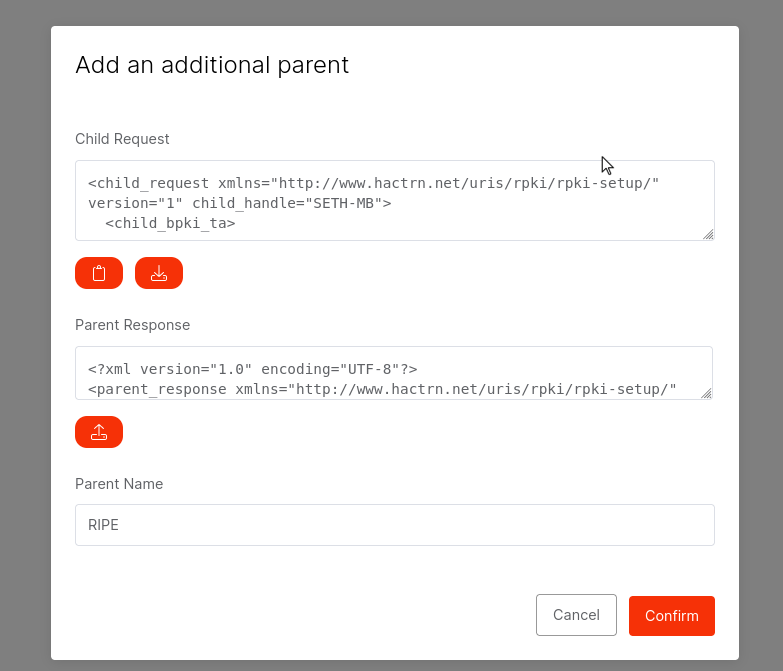 Add an additional parent
Child Request
<child_request xmlns="http://www.hactrn.net/uris/rpki/rpki-setup/"
version="1" child_handle="SETH-MB">
  <child_bpki_ta>
Parent Response
<?xml version="1.0" encoding="UTF-8"?>
<parent_response xmlns="http://www.hactrn.net/uris/rpki/rpki-setup/"
Parent Name
RIPE
Cancel
Confirm